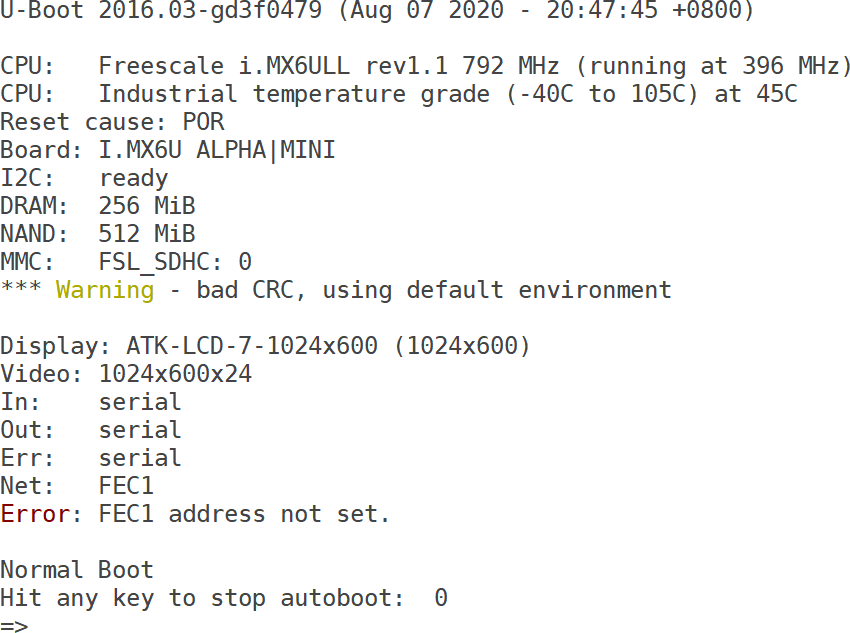 U-Boot 2016.03-gd3f0479 (Aug 07 2020 - 20:47:45 +0800)
CPU:   Freescale i.MX6ULL rev1.1 792 MHz (running at 396 MHz)
CPU:   Industrial temperature grade (-40C to 105C) at 45C
Reset cause: POR
Board: I.MX6U ALPHA|MINI
I2C:   ready
DRAM:  256 MiB
NAND:  512 MiB
MMC:   FSL_SDHC: 0
*** Warning - bad CRC, using default environment
Display: ATK-LCD-7-1024x600 (1024x600)
Video: 1024x600x24
In:    serial
Out:   serial
Err:   serial
Net:   FEC1
Error: FEC1 address not set.
Normal Boot
Hit any key to stop autoboot:  0
=>